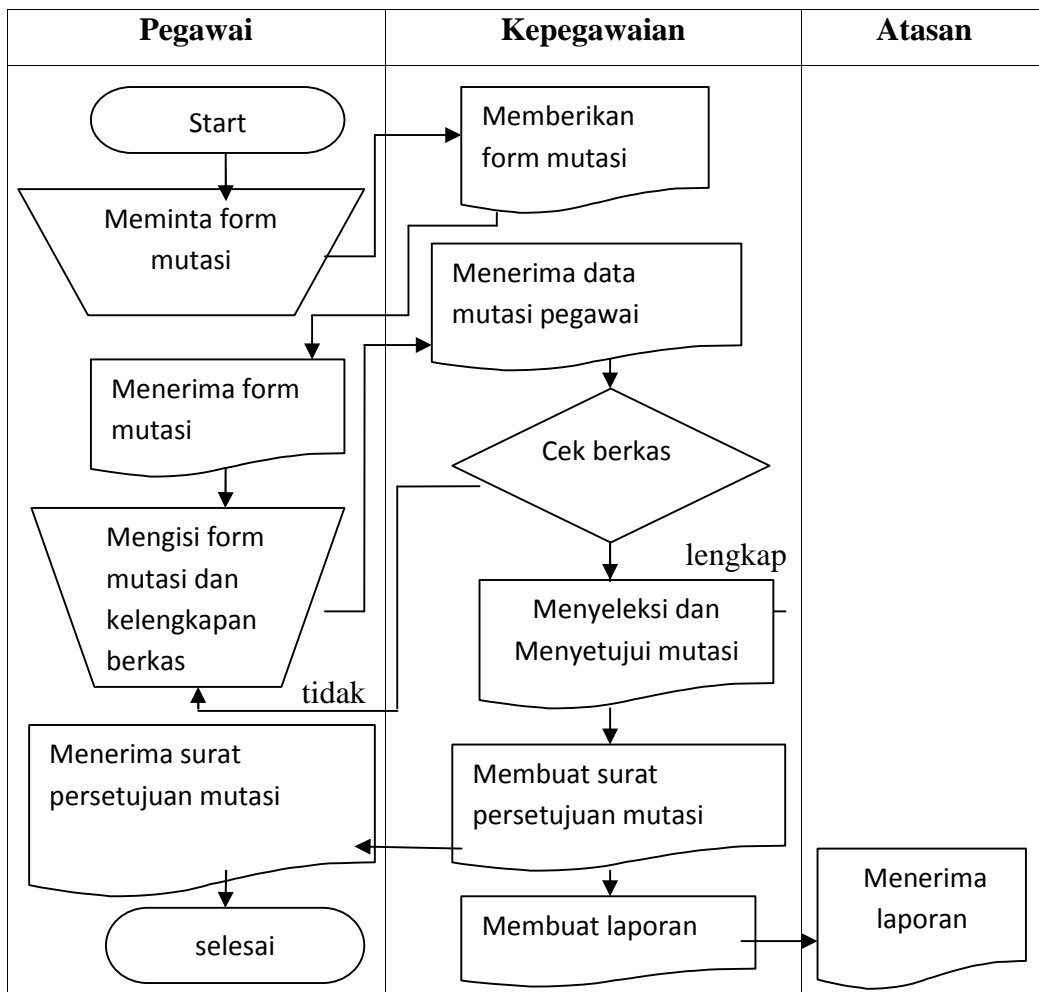 Pegawai
Kepegawaian
Atasan
Start
Memberikan
form mutasi
Meminta form
mutasi
Menerima data
mutasi pegawai
Menerima form
mutasi
Cek berkas
Mengisi form
mutasi dan
kelengkapan
berkas
lengkap
Menyeleksi dan
Menyetujui mutasi
tidak
Menerima surat
persetujuan mutasi
Membuat surat
persetujuan mutasi
Menerima
laporan
Membuat laporan
selesai